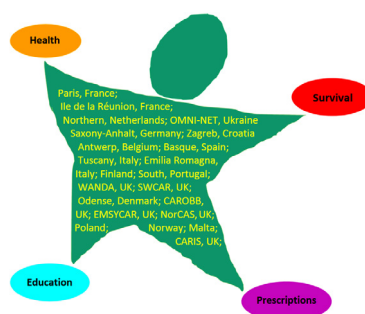 Health
Survival
Paris, France;
Ile de la Réunion, France;
Northern, Netherlands; OMNI-NET, Ukraine
Saxony-Anhalt, Germany; Zagreb, Croatia
Antwerp, Belgium; Basque, Spain;
Tuscany, Italy; Emilia Romagna,
Italy; Finland; South, Portugal;
WANDA, UK; SWCAR, UK;
Odense, Denmark; CAROBB,
UK; EMSYCAR, UK; NorCAS, UK;
Poland; Norway; Malta;
CARIS, UK;
Education
Prescriptions